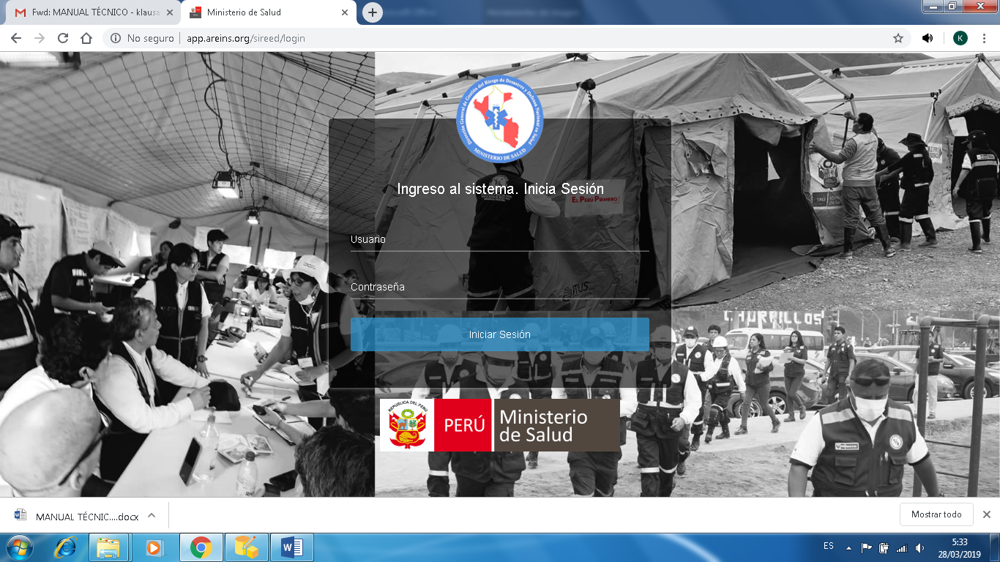 Fwd: MANUAL TÉCNICO - klausa
Ministerio de Salud
No seguro
app.areins.org/sireed/login
K
Dirección General de Gestión del Riesgo de Desastres y Defensa Nacional en Salud
MINISTERIO DE SALUD
Ingreso al sistema. Inicia Sesión
EL PERÚ PRIMERO
Usuario
Contraseña
Iniciar Sesión
CHORRILLOS
REPÚBLICA DEL PERÚ
PERÚ
Ministerio
de Salud
MANUAL TÉCNIC....docx
Mostrar todo
ES
5:33
28/03/2019